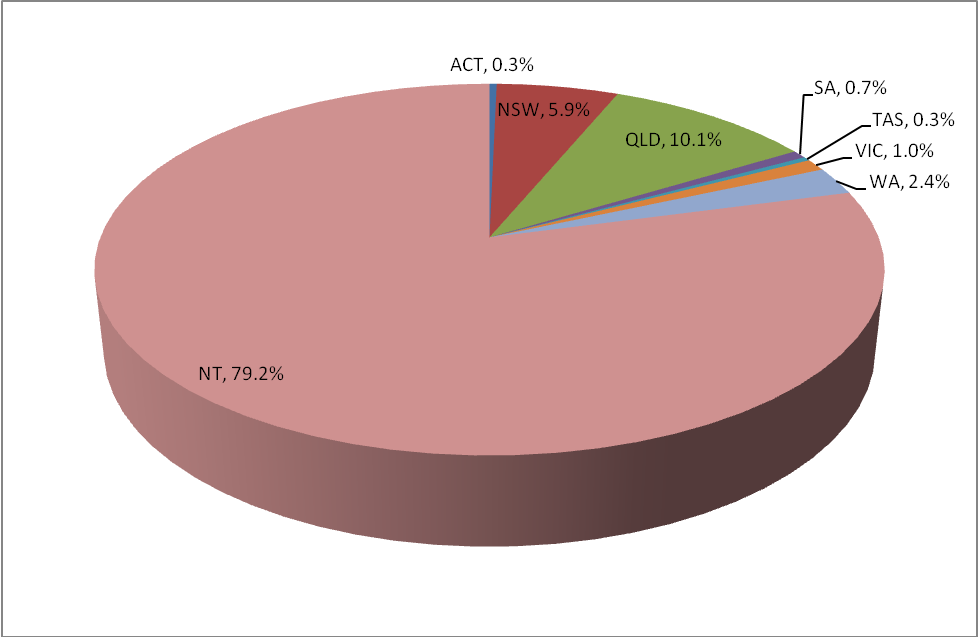 ACT, 0.3%
NSW, 5.9%
QLD, 10.1%
SA, 0.7%
TAS, 0.3%
VIC, 1.0%
WA, 2.4%
NT, 79.2%